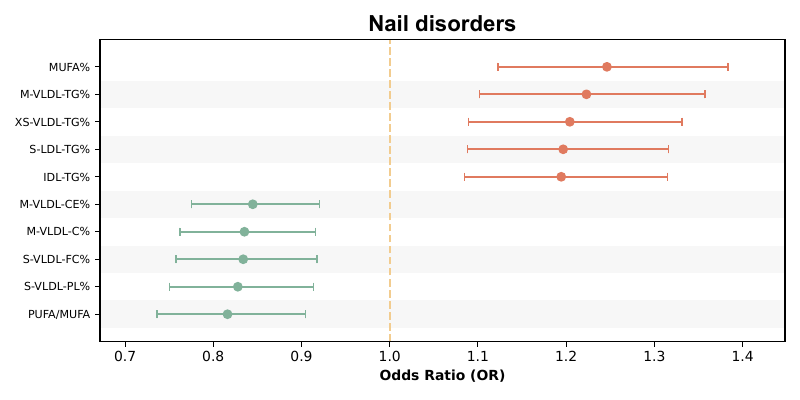 Nail disorders
MUFA%
M-VLDL-TG%
XS-VLDL-TG%
S-LDL-TG%
IDL-TG%
M-VLDL-CE%
M-VLDL-C%
S-VLDL-FC%
S-VLDL-PL%
PUFA/MUFA
0.7 0.8 0.9 1.0 1.1 1.2 1.3 1.4
Odds Ratio (OR)